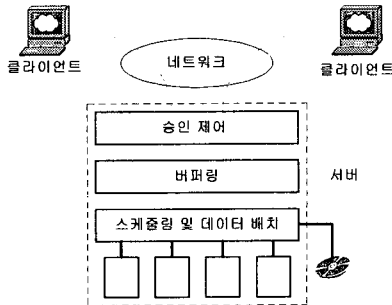 네트워크
클라이언트
클라이언트
승인 제어
버퍼링
서버
스케줄링 및 데이터 배치